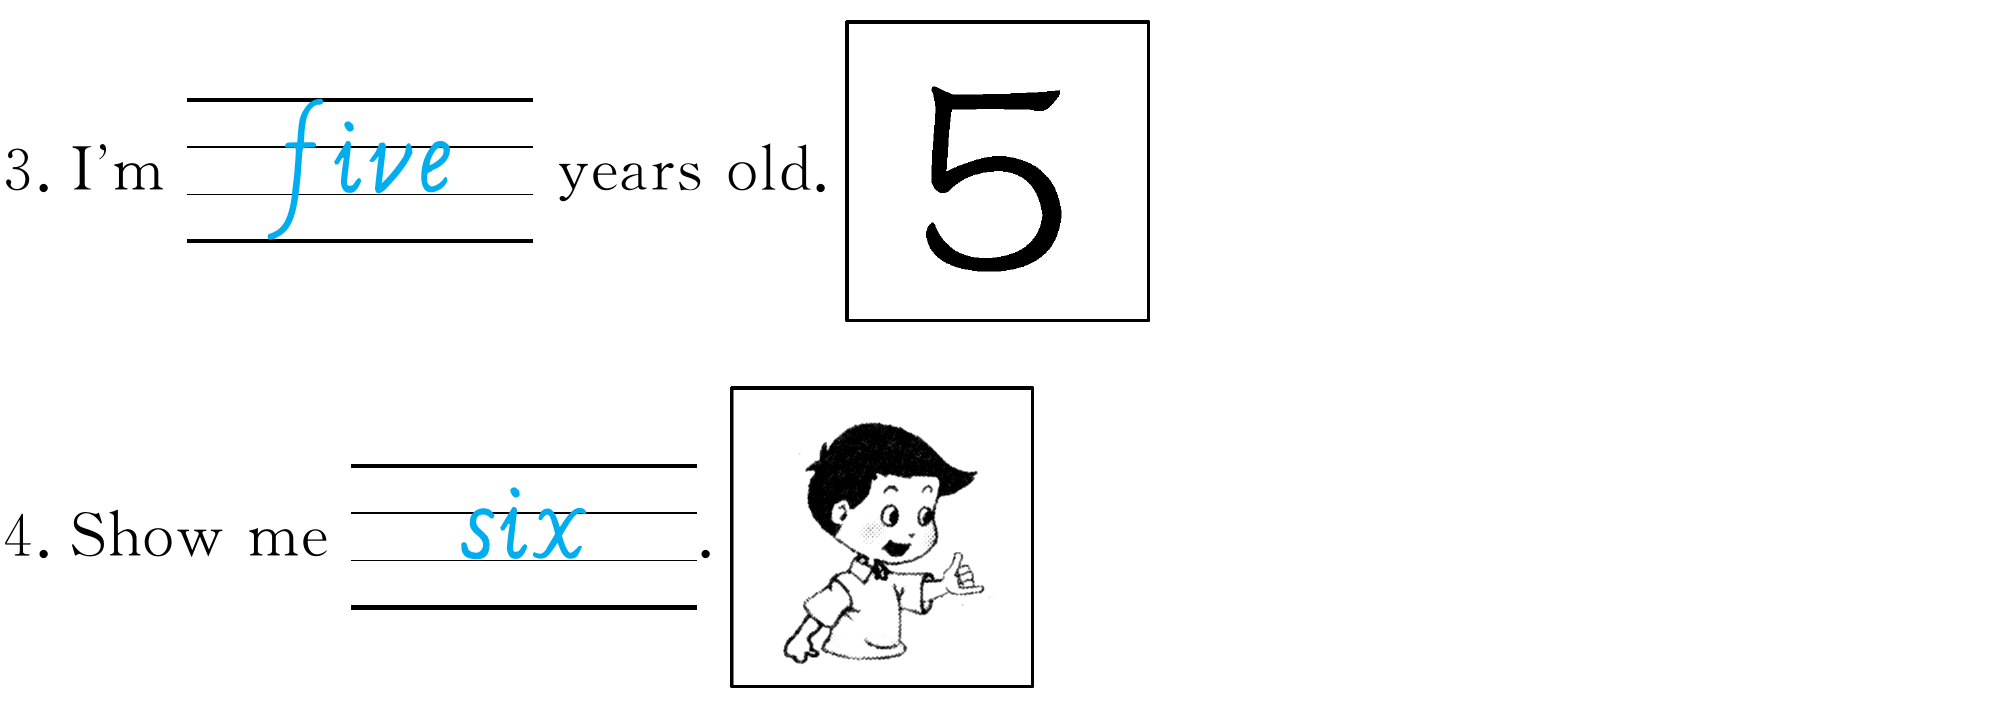 3. I'm five years old. 5
4. Show me six.